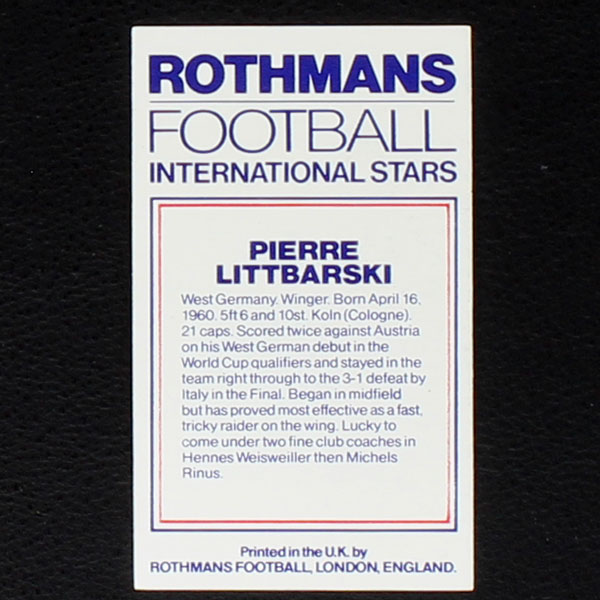 ROTHMANS
FOOTBALL
INTERNATIONAL STARS
PIERRE
LITTBARSKI
West Germany. Winger. Born April 16,
1960. 5ft 6 and 10st. Koln (Cologne).
21 caps. Scored twice against Austria
on his West German debut in the
World Cup qualifiers and stayed in the
team right through to the 3-1 defeat by
Italy in the Final. Began in midfield
but has proved most effective as a fast,
tricky raider on the wing. Lucky to
come under two fine club coaches in
Hennes Weisweiller then Michels
Rinus.
Printed in the U.K. by
ROTHMANS FOOTBALL, LONDON, ENGLAND.